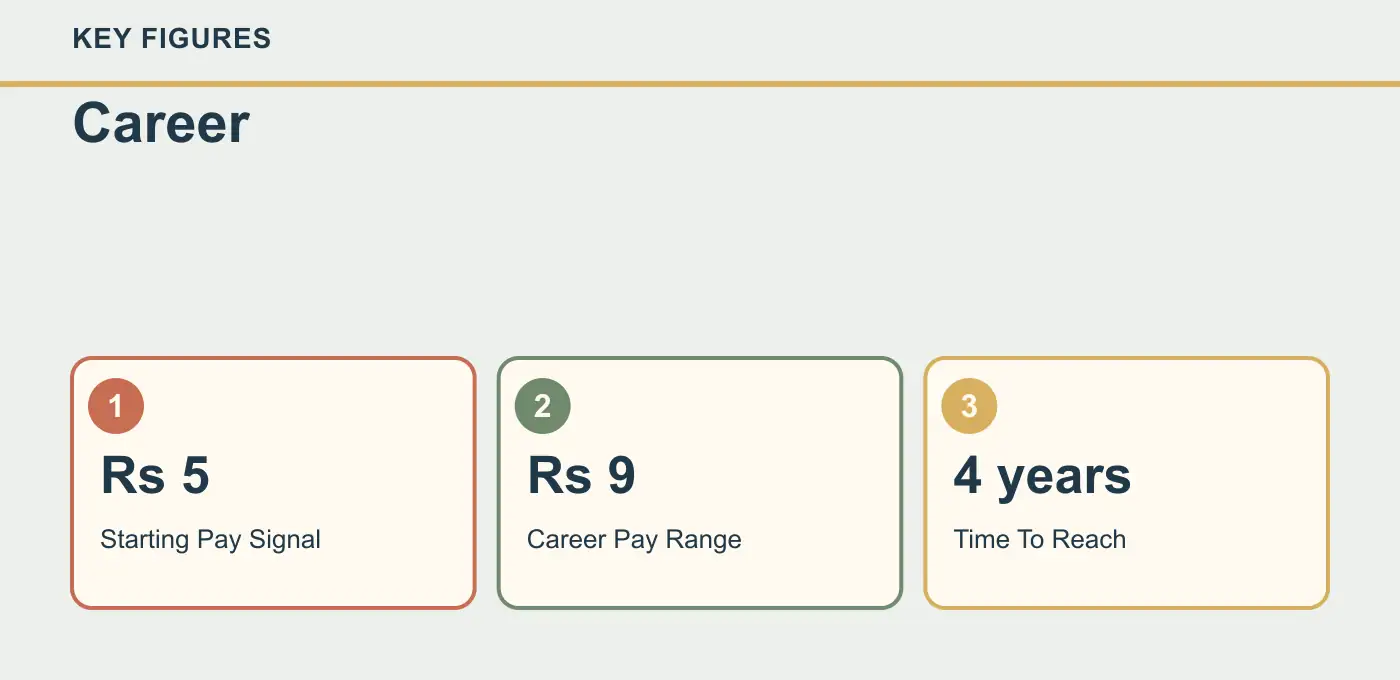 KEY FIGURES
Career
1
Rs 5
Starting Pay Signal
2
Rs 9
Career Pay Range
3
4 years
Time To Reach